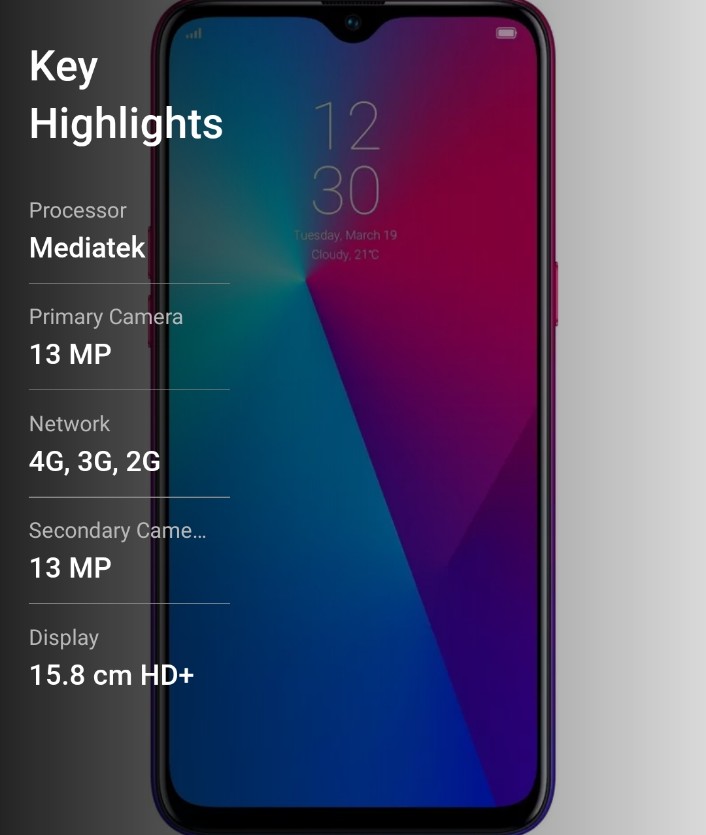 Key
Highlights
12
30
Tuesday, March 19
Cloudy, 21℃
Processor
Mediatek
Primary Camera
13 MP
Network
4G, 3G, 2G
Secondary Came...
13 MP
Display
15.8 cm HD+